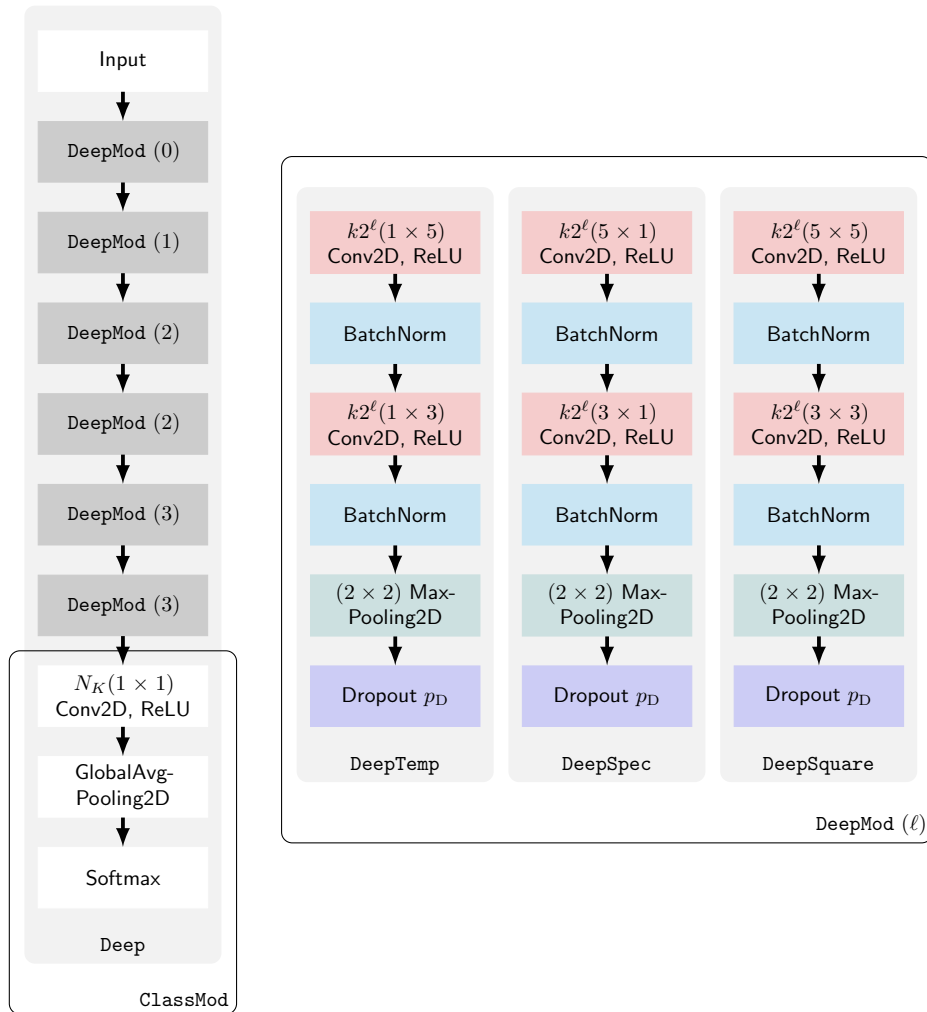 Input
DeepMod (0)
DeepMod (1)
DeepMod (2)
DeepMod (2)
DeepMod (3)
DeepMod (3)
N_K(1 × 1)
Conv2D, ReLU
GlobalAvg-
Pooling2D
Softmax
Deep
ClassMod
k2^ℓ(1 × 5)
Conv2D, ReLU
BatchNorm
k2^ℓ(1 × 3)
Conv2D, ReLU
BatchNorm
(2 × 2) Max-
Pooling2D
Dropout p_D
DeepTemp
k2^ℓ(5 × 1)
Conv2D, ReLU
BatchNorm
k2^ℓ(3 × 1)
Conv2D, ReLU
BatchNorm
(2 × 2) Max-
Pooling2D
Dropout p_D
DeepSpec
k2^ℓ(5 × 5)
Conv2D, ReLU
BatchNorm
k2^ℓ(3 × 3)
Conv2D, ReLU
BatchNorm
(2 × 2) Max-
Pooling2D
Dropout p_D
DeepSquare
DeepMod (ℓ)